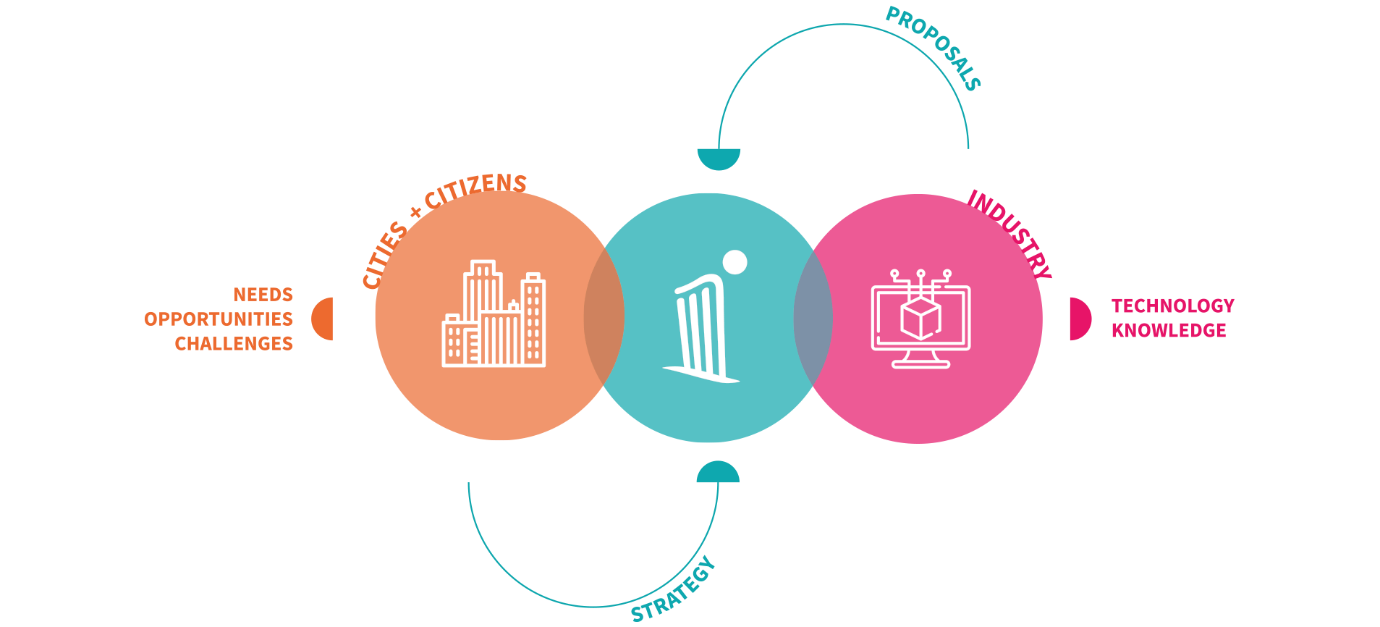 PROPOSALS
CITIES + CITIZENS
INDUSTRY
NEEDS
OPPORTUNITIES
CHALLENGES
TECHNOLOGY
KNOWLEDGE
STRATEGY